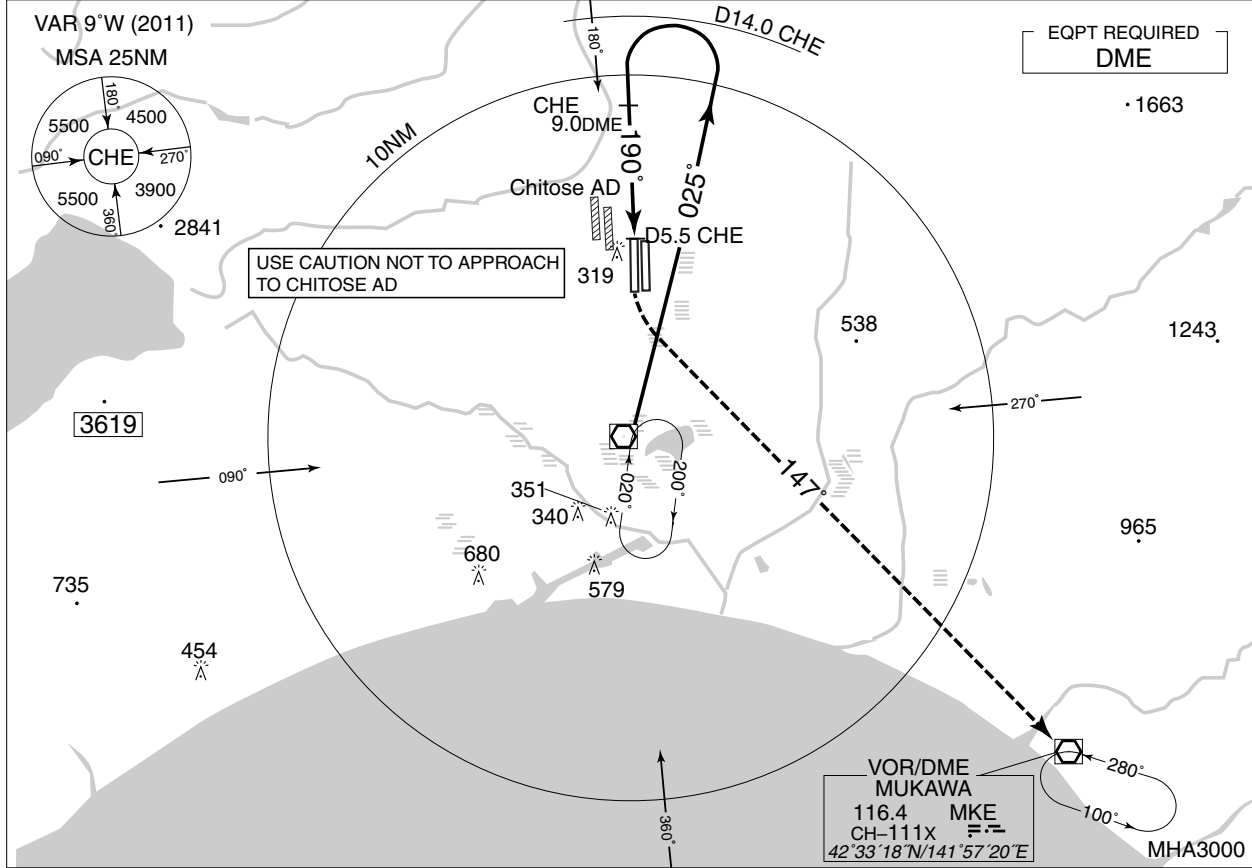 VAR 9°W (2011)
MSA 25NM
180°
5500
4500
090°
CHE
270°
5500
3900
360°
2841
180°
D14.0 CHE
EQPT REQUIRED
DME
1663
10NM
CHE
9.0DME
190°
025°
Chitose AD
D5.5 CHE
319
USE CAUTION NOT TO APPROACH
TO CHITOSE AD
538
1243
3619
270°
090°
020°
200°
147°
351
340
680
579
965
735
454
360°
VOR/DME
MUKAWA
116.4 MKE
CH–111X
42°33´18˝N/141°57´20˝E
280°
100°
MHA3000